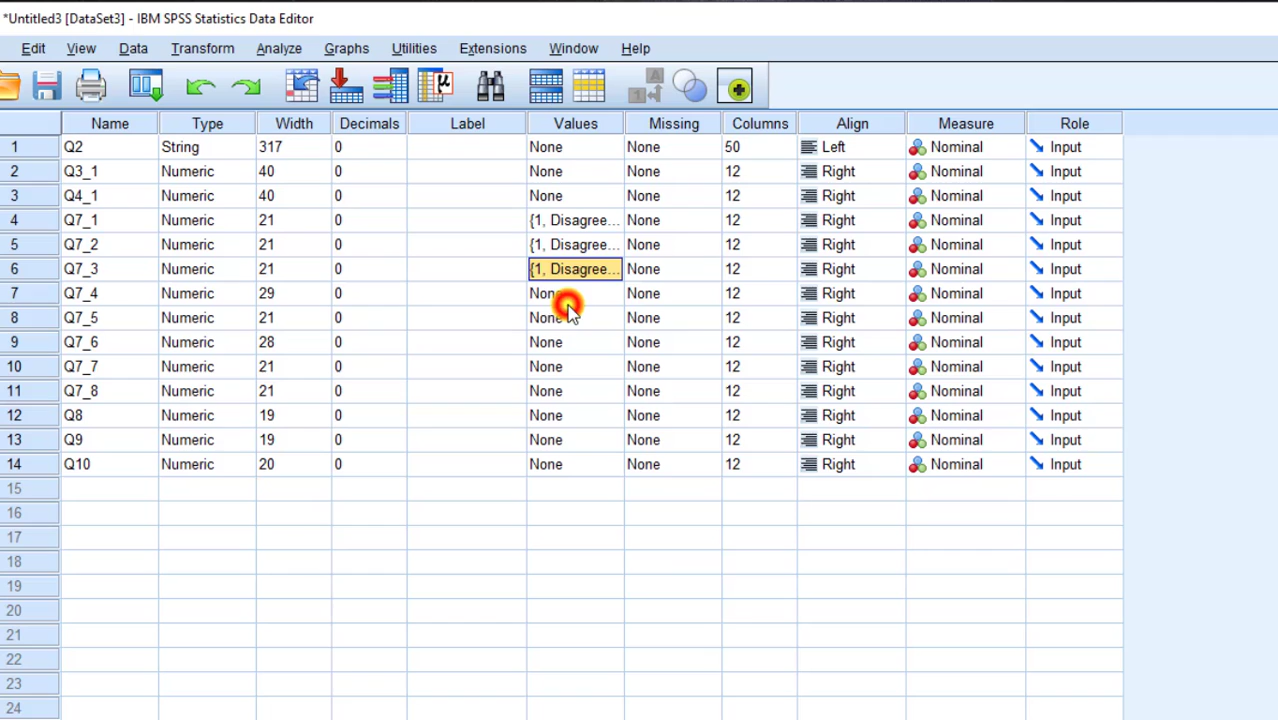 *Untitled3 [DataSet3] - IBM SPSS Statistics Data Editor
Edit View Data Transform Analyze Graphs Utilities Extensions Window Help
Name Type Width Decimals Label Values Missing Columns Align Measure Role
1 Q2 String 317 0 None None 50 Left Nominal Input
2 Q3_1 Numeric 40 0 None None 12 Right Nominal Input
3 Q4_1 Numeric 40 0 None None 12 Right Nominal Input
4 Q7_1 Numeric 21 0 {1, Disagree... None 12 Right Nominal Input
5 Q7_2 Numeric 21 0 {1, Disagree... None 12 Right Nominal Input
6 Q7_3 Numeric 21 0 {1, Disagree... None 12 Right Nominal Input
7 Q7_4 Numeric 29 0 None None 12 Right Nominal Input
8 Q7_5 Numeric 21 0 None None 12 Right Nominal Input
9 Q7_6 Numeric 28 0 None None 12 Right Nominal Input
10 Q7_7 Numeric 21 0 None None 12 Right Nominal Input
11 Q7_8 Numeric 21 0 None None 12 Right Nominal Input
12 Q8 Numeric 19 0 None None 12 Right Nominal Input
13 Q9 Numeric 19 0 None None 12 Right Nominal Input
14 Q10 Numeric 20 0 None None 12 Right Nominal Input
15
16
17
18
19
20
21
22
23
24